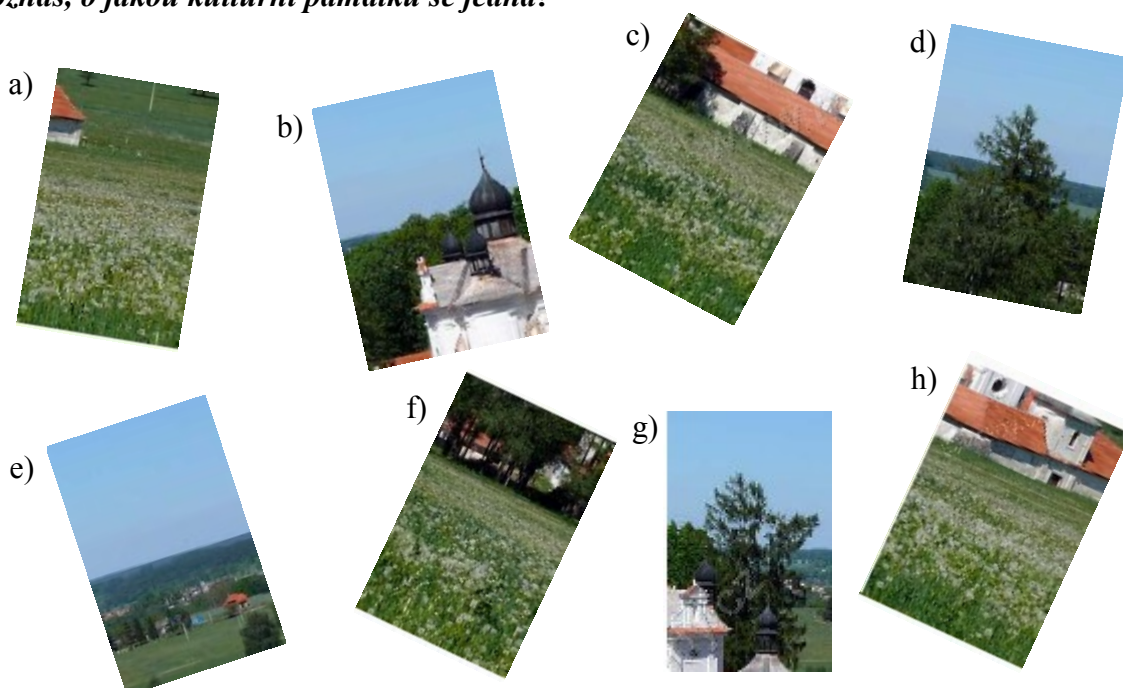 o jakou kulturní památku se jedná?
a)
b)
c)
d)
e)
f)
g)
h)